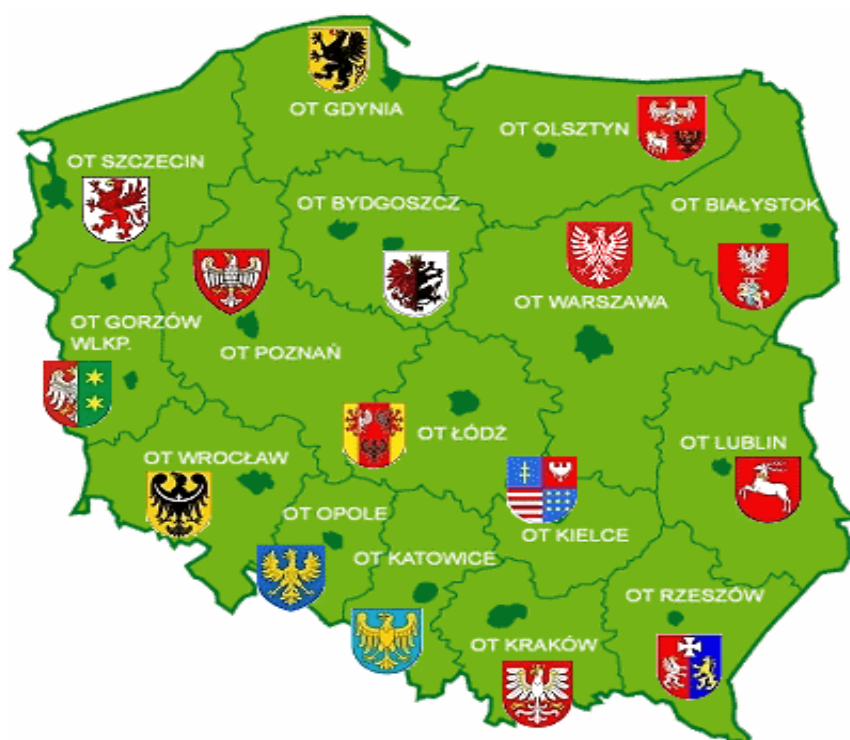 OT GDYNIA
OT OLSZTYN
OT SZCZECIN
OT BYDGOSZCZ
OT BIAŁYSTOK
OT WARSZAWA
OT GORZÓW
WLKP.
OT POZNAŃ
OT ŁÓDŹ
OT LUBLIN
OT WROCŁAW
OT OPOLE
OT KIELCE
OT KATOWICE
OT RZESZÓW
OT KRAKÓW